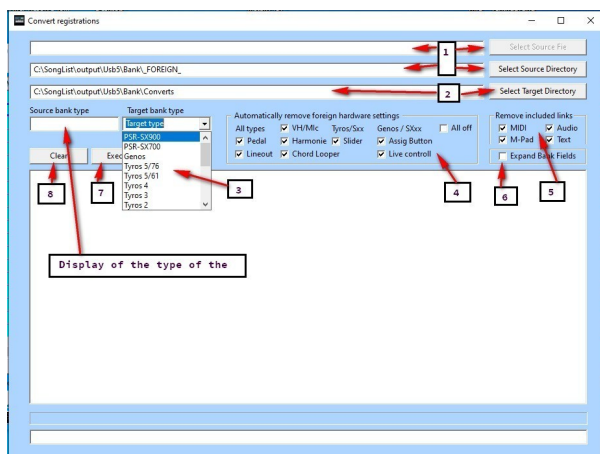 Convert registrations
1
Select Source Fie
C:\SongList\output\Usb5\Bank\_FOREIGN_
Select Source Directory
C:\SongList\output\Usb5\Bank\Converts
2
Select Target Directory
Source bank type
Target bank type
Target type
PSR-SX900
PSR-SX700
Genos
Tyros 5/76
Tyros 5/61
Tyros 4
Tyros 3
Tyros 2
Automatically remove foreign hardware settings
All types VH/Mic Tyros/Sxx Genos / SXxx All off
Pedal Harmonie Slider Assig Button
Lineout Chord Looper Live controll
Remove included links
MIDI Audio
M-Pad Text
Expand Bank Fields
Clear
Exec
8
7
3
4
6
5
Display of the type of the